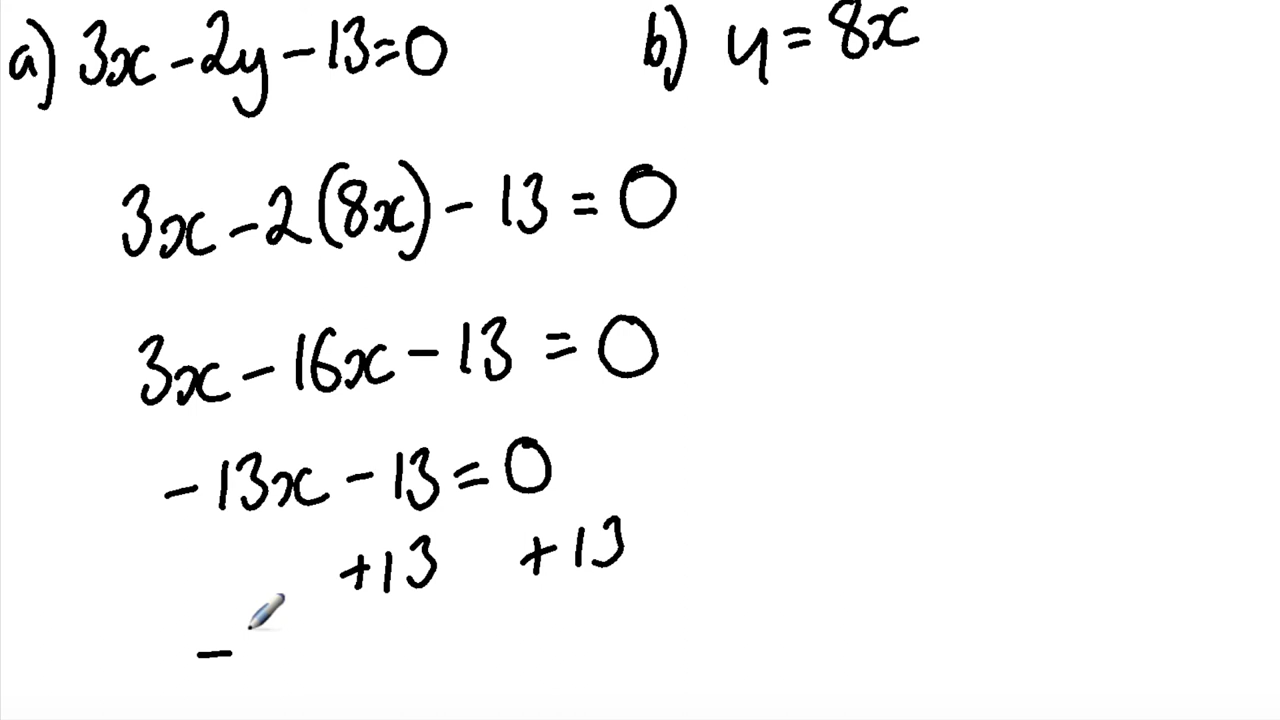 a) 3x - 2y - 13 = 0 b) y = 8x
3x - 2(8x) - 13 = 0
3x - 16x - 13 = 0
-13x - 13 = 0
+13 +13
-